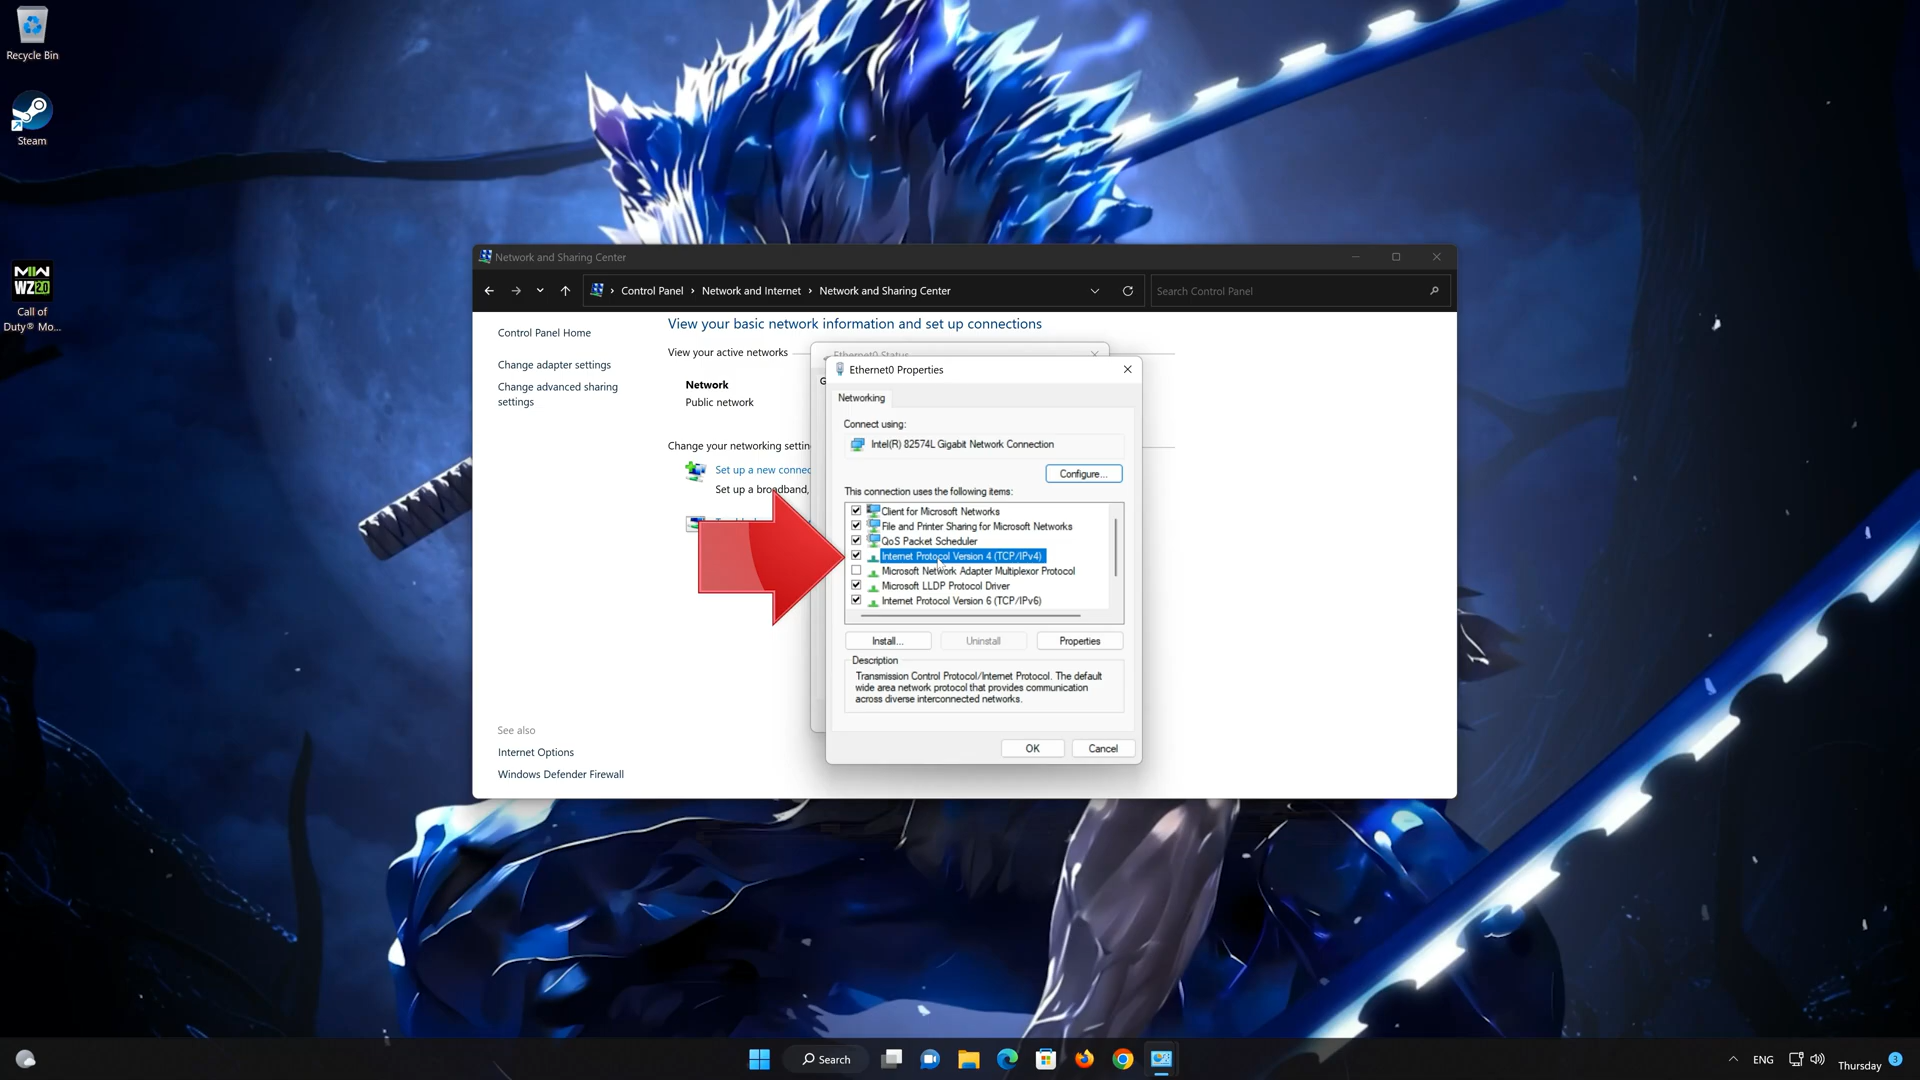 Recycle Bin
Steam
MW
WZ 2.0
Call of
Duty® Mo...
Network and Sharing Center
Control Panel › Network and Internet › Network and Sharing Center
Search Control Panel
Control Panel Home
Change adapter settings
Change advanced sharing
settings
See also
Internet Options
Windows Defender Firewall
View your basic network information and set up connections
View your active networks
Network
Public network
Change your networking settin
Set up a new connec
Set up a broadband,
Ethernet0 Status
G
Ethernet0 Properties
Networking
Connect using:
Intel(R) 82574L Gigabit Network Connection
Configure...
This connection uses the following items:
Client for Microsoft Networks
File and Printer Sharing for Microsoft Networks
QoS Packet Scheduler
Internet Protocol Version 4 (TCP/IPv4)
Microsoft Network Adapter Multiplexor Protocol
Microsoft LLDP Protocol Driver
Internet Protocol Version 6 (TCP/IPv6)
Install...
Uninstall
Properties
Description
Transmission Control Protocol/Internet Protocol. The default
wide area network protocol that provides communication
across diverse interconnected networks.
OK
Cancel
Search
ENG
Thursday
3